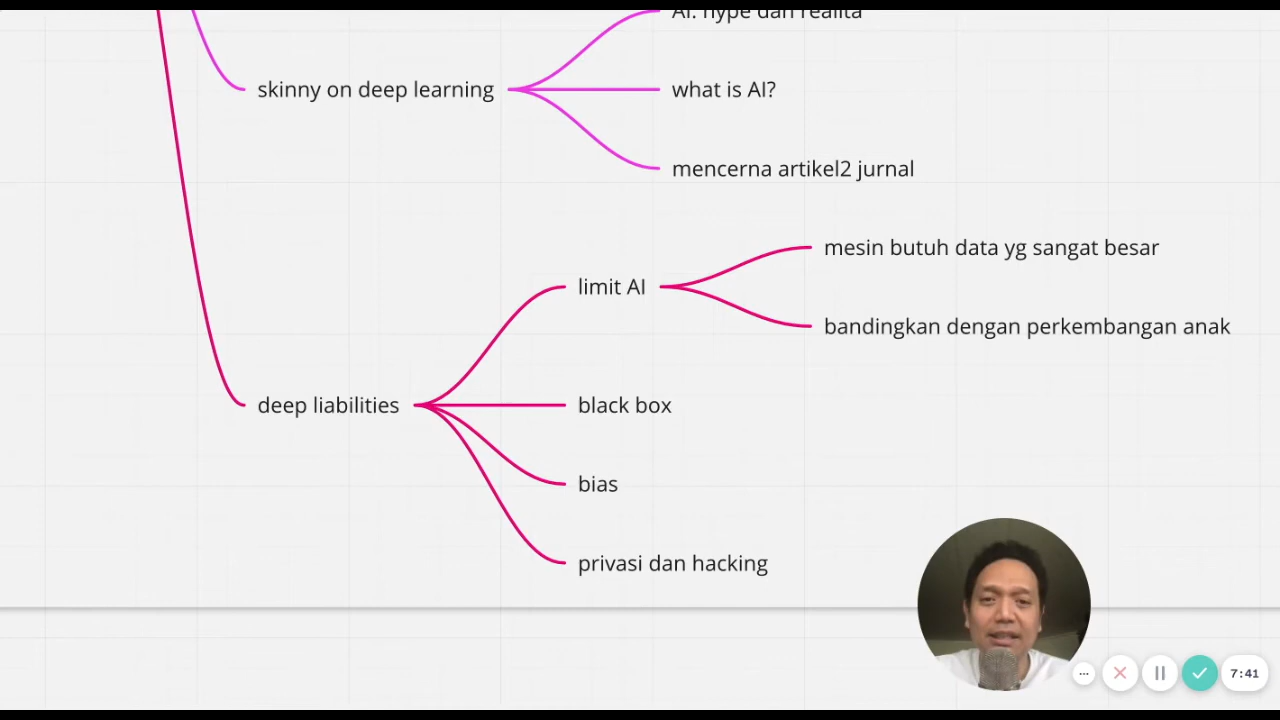 AI: hype dan realita
skinny on deep learning
what is AI?
mencerna artikel2 jurnal
mesin butuh data yg sangat besar
limit AI
bandingkan dengan perkembangan anak
deep liabilities
black box
bias
privasi dan hacking
7:41